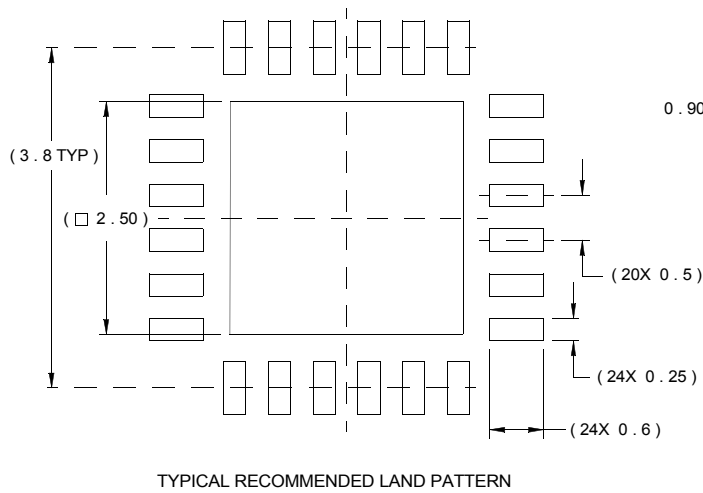 0.90
( 3 . 8 TYP )
( □ 2 . 50 )
( 20X 0 . 5 )
( 24X 0 . 25 )
( 24X 0 . 6 )
TYPICAL RECOMMENDED LAND PATTERN